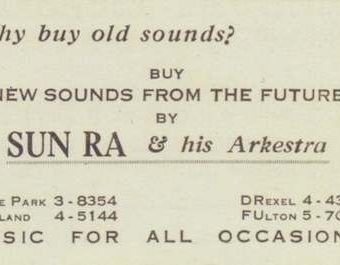 hy buy old sounds?
BUY
NEW SOUNDS FROM THE FUTURE
BY
SUN RA & his Arkestra
E PARK 3-8354
DREXEL 4-43
LAND 4-5144
FULTON 5-70
SIC FOR ALL OCCASION